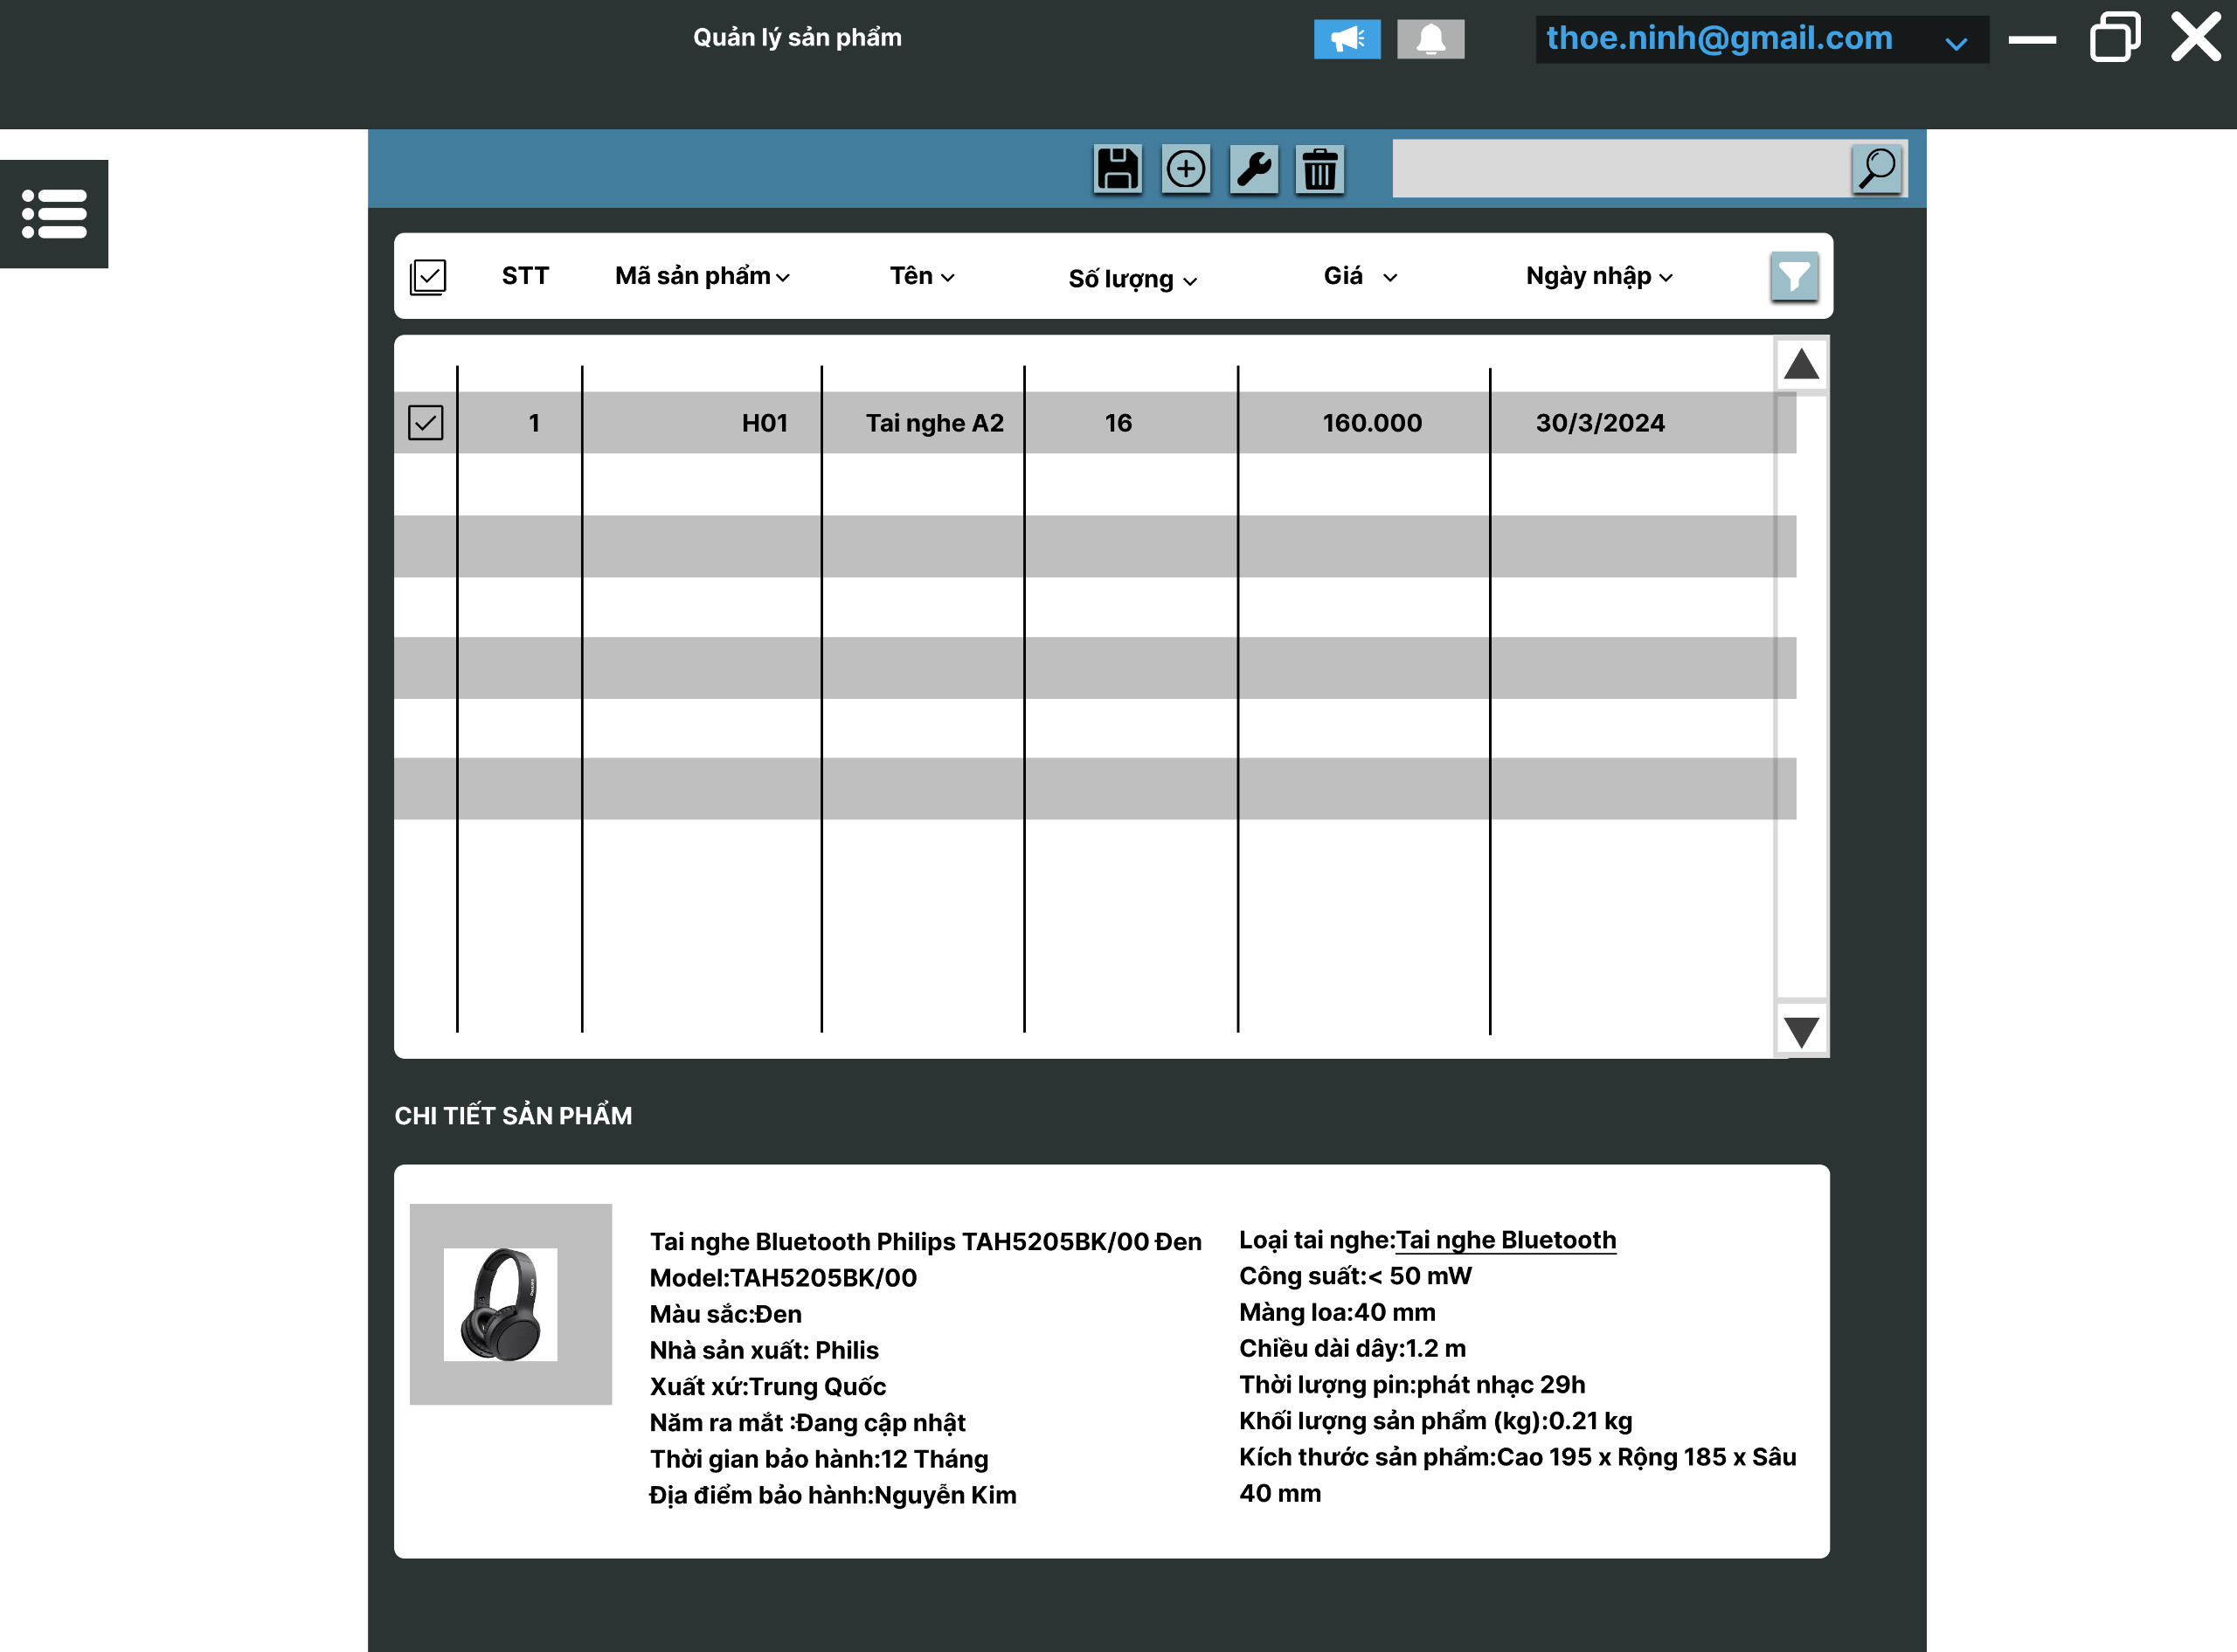 Quản lý sản phẩm
thoe.ninh@gmail.com
STT Mã sản phẩm Tên Số lượng Giá Ngày nhập
1 H01 Tai nghe A2 16 160.000 30/3/2024
CHI TIẾT SẢN PHẨM
Tai nghe Bluetooth Philips TAH5205BK/00 Đen
Model:TAH5205BK/00
Màu sắc:Đen
Nhà sản xuất: Philis
Xuất xứ:Trung Quốc
Năm ra mắt :Đang cập nhật
Thời gian bảo hành:12 Tháng
Địa điểm bảo hành:Nguyễn Kim
Loại tai nghe:Tai nghe Bluetooth
Công suất:< 50 mW
Màng loa:40 mm
Chiều dài dây:1.2 m
Thời lượng pin:phát nhạc 29h
Khối lượng sản phẩm (kg):0.21 kg
Kích thước sản phẩm:Cao 195 x Rộng 185 x Sâu
40 mm